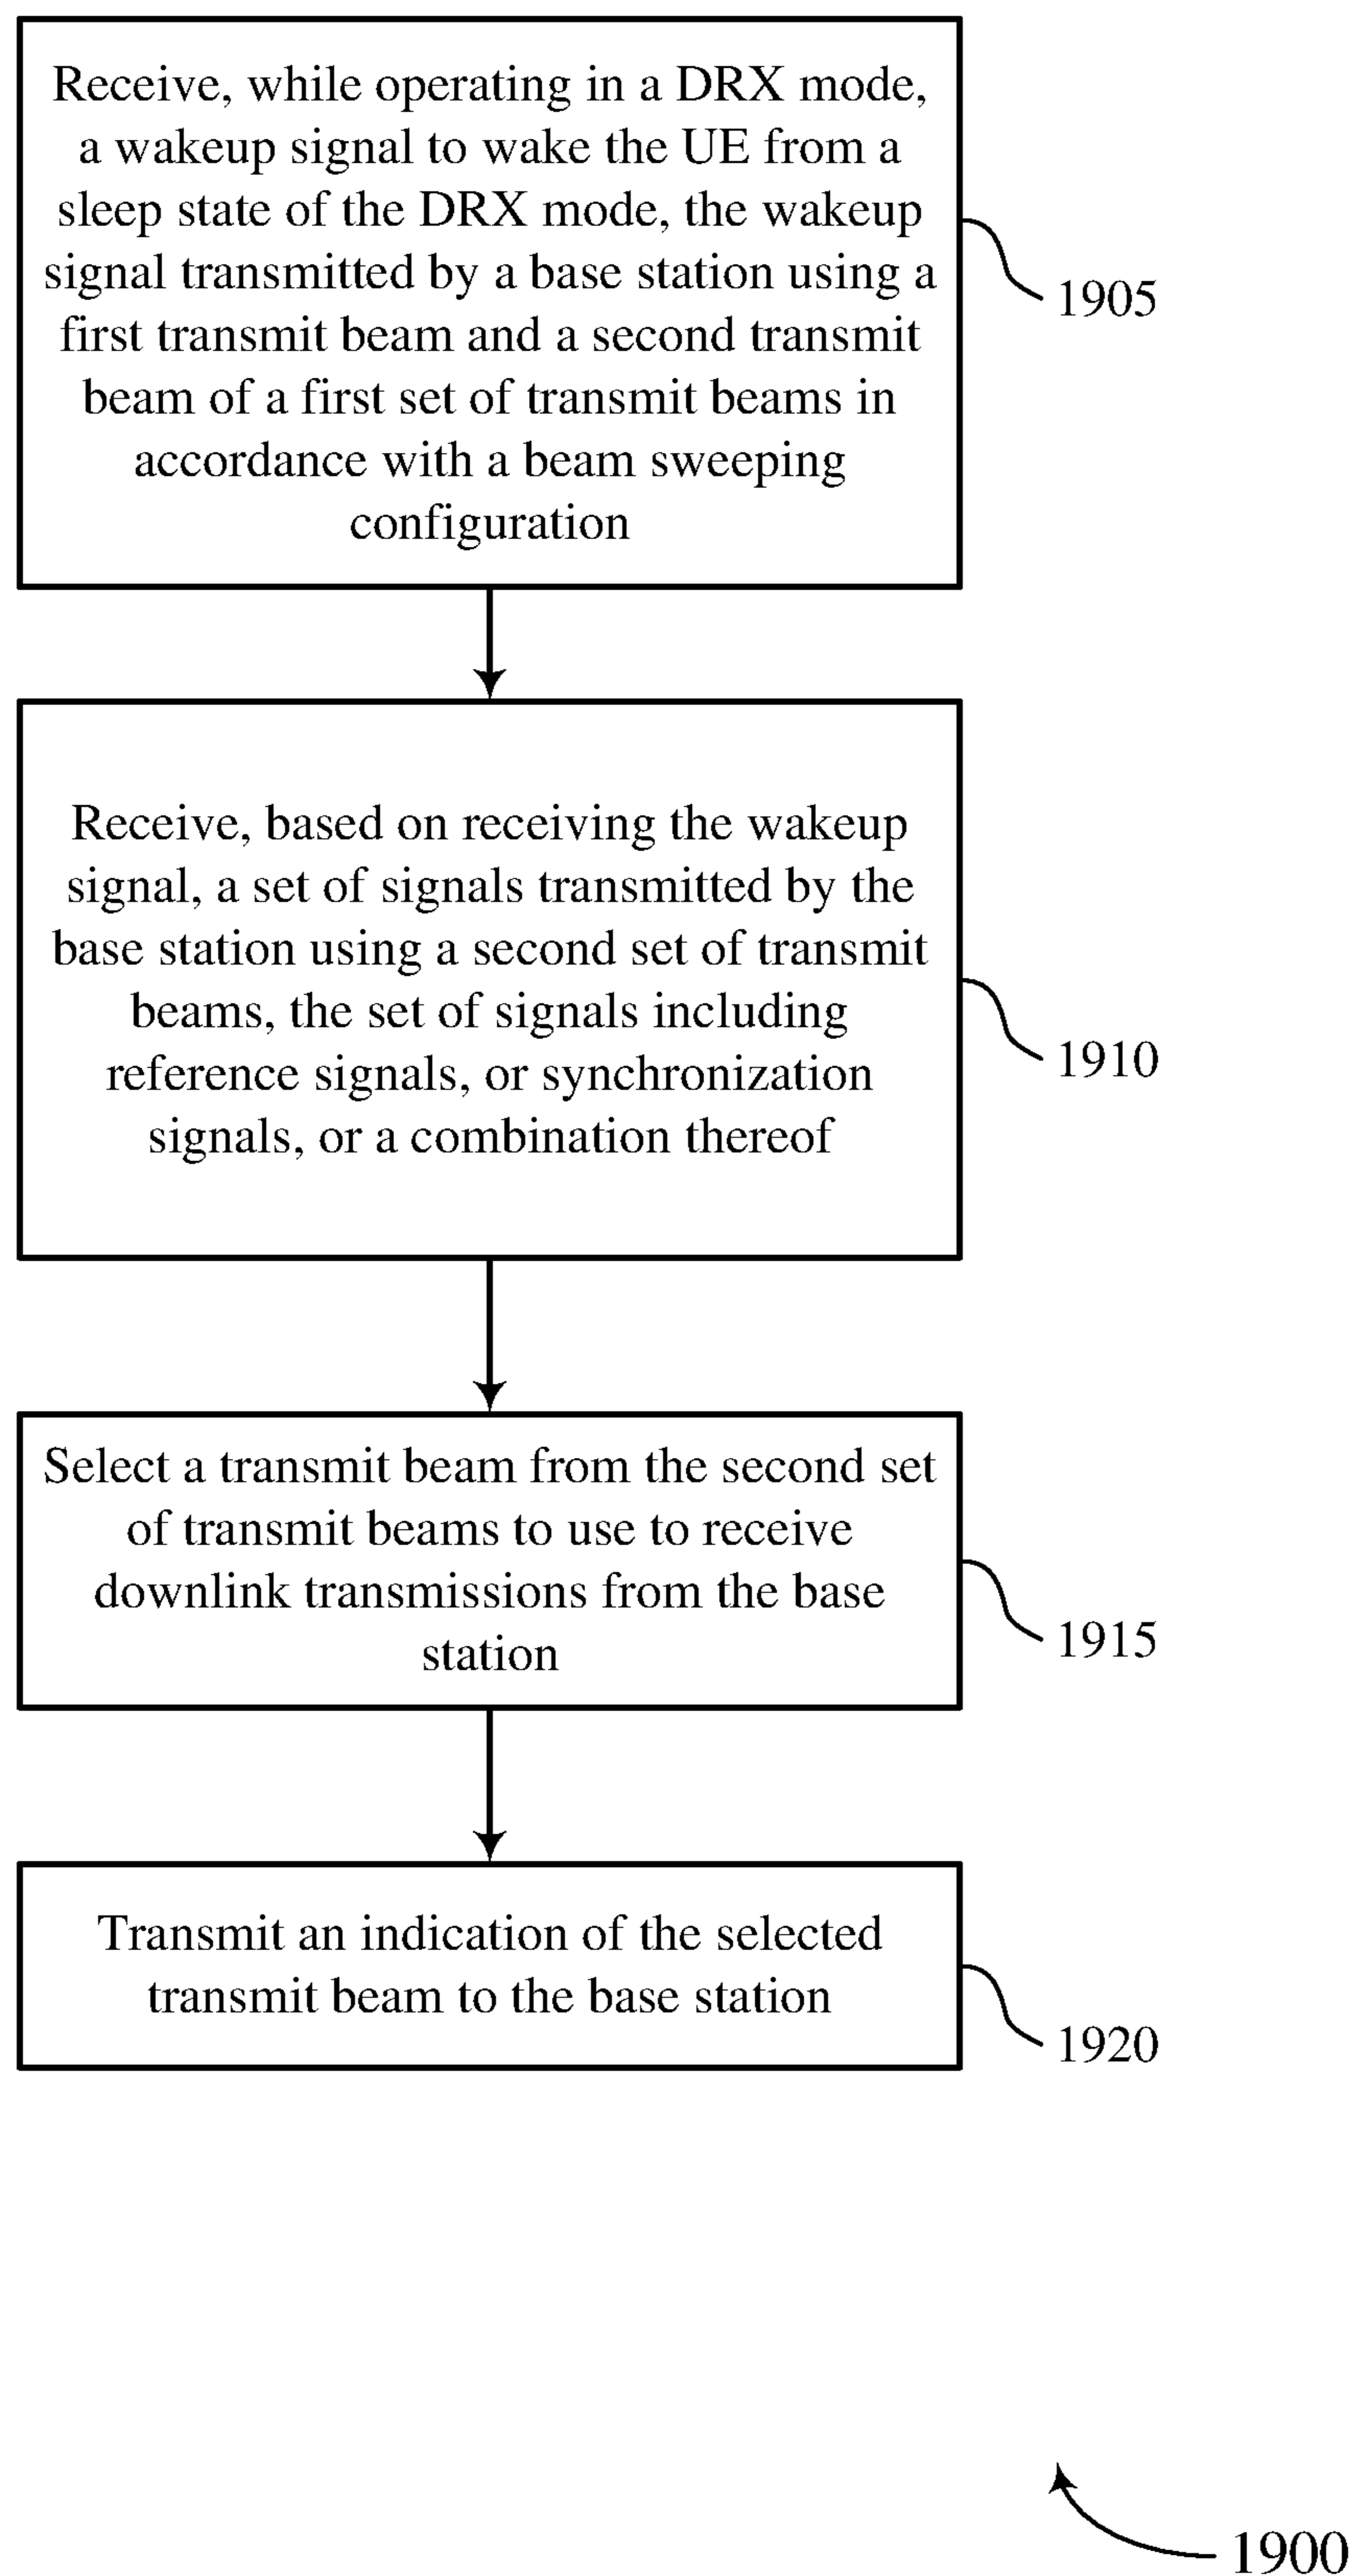 Receive, while operating in a DRX mode,
a wakeup signal to wake the UE from a
sleep state of the DRX mode, the wakeup
signal transmitted by a base station using a
first transmit beam and a second transmit
beam of a first set of transmit beams in
accordance with a beam sweeping
configuration
1905
Receive, based on receiving the wakeup
signal, a set of signals transmitted by the
base station using a second set of transmit
beams, the set of signals including
reference signals, or synchronization
signals, or a combination thereof
1910
Select a transmit beam from the second set
of transmit beams to use to receive
downlink transmissions from the base
station
1915
Transmit an indication of the selected
transmit beam to the base station
1920
1900